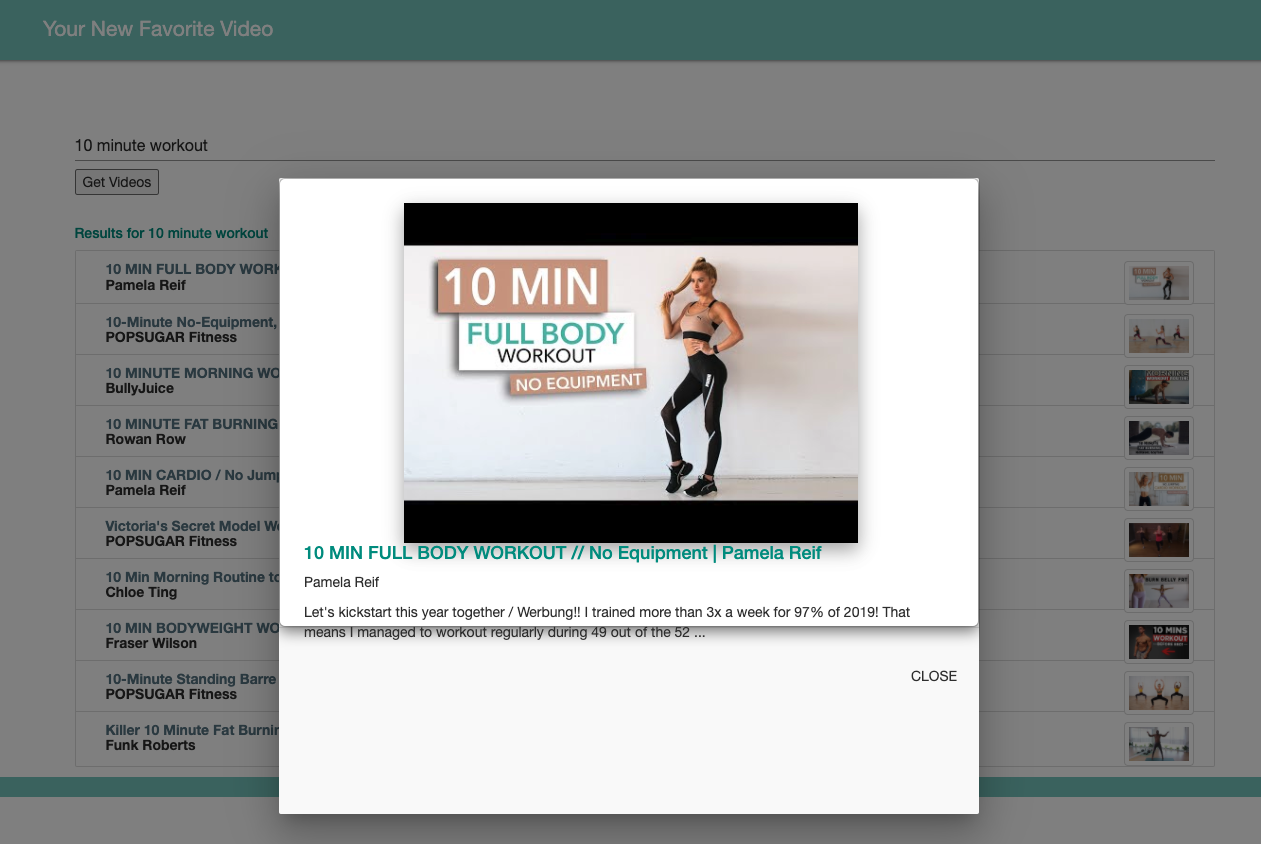 Your New Favorite Video
10 minute workout
Get Videos
Results for 10 minute workout
10 MIN FULL BODY WORK
Pamela Reif
10-Minute No-Equipment,
POPSUGAR Fitness
10 MINUTE MORNING WO
BullyJuice
10 MINUTE FAT BURNING
Rowan Row
10 MIN CARDIO / No Jump
Pamela Reif
Victoria's Secret Model Wo
POPSUGAR Fitness
10 Min Morning Routine to
Chloe Ting
10 MIN BODYWEIGHT WO
Fraser Wilson
10-Minute Standing Barre
POPSUGAR Fitness
Killer 10 Minute Fat Burnin
Funk Roberts
10 MIN
FULL BODY
WORKOUT
NO EQUIPMENT
10 MIN FULL BODY WORKOUT // No Equipment | Pamela Reif
Pamela Reif
Let's kickstart this year together / Werbung!! I trained more than 3x a week for 97% of 2019! That
means I managed to workout regularly during 49 out of the 52 ...
CLOSE
10 MINS
WORKOUT